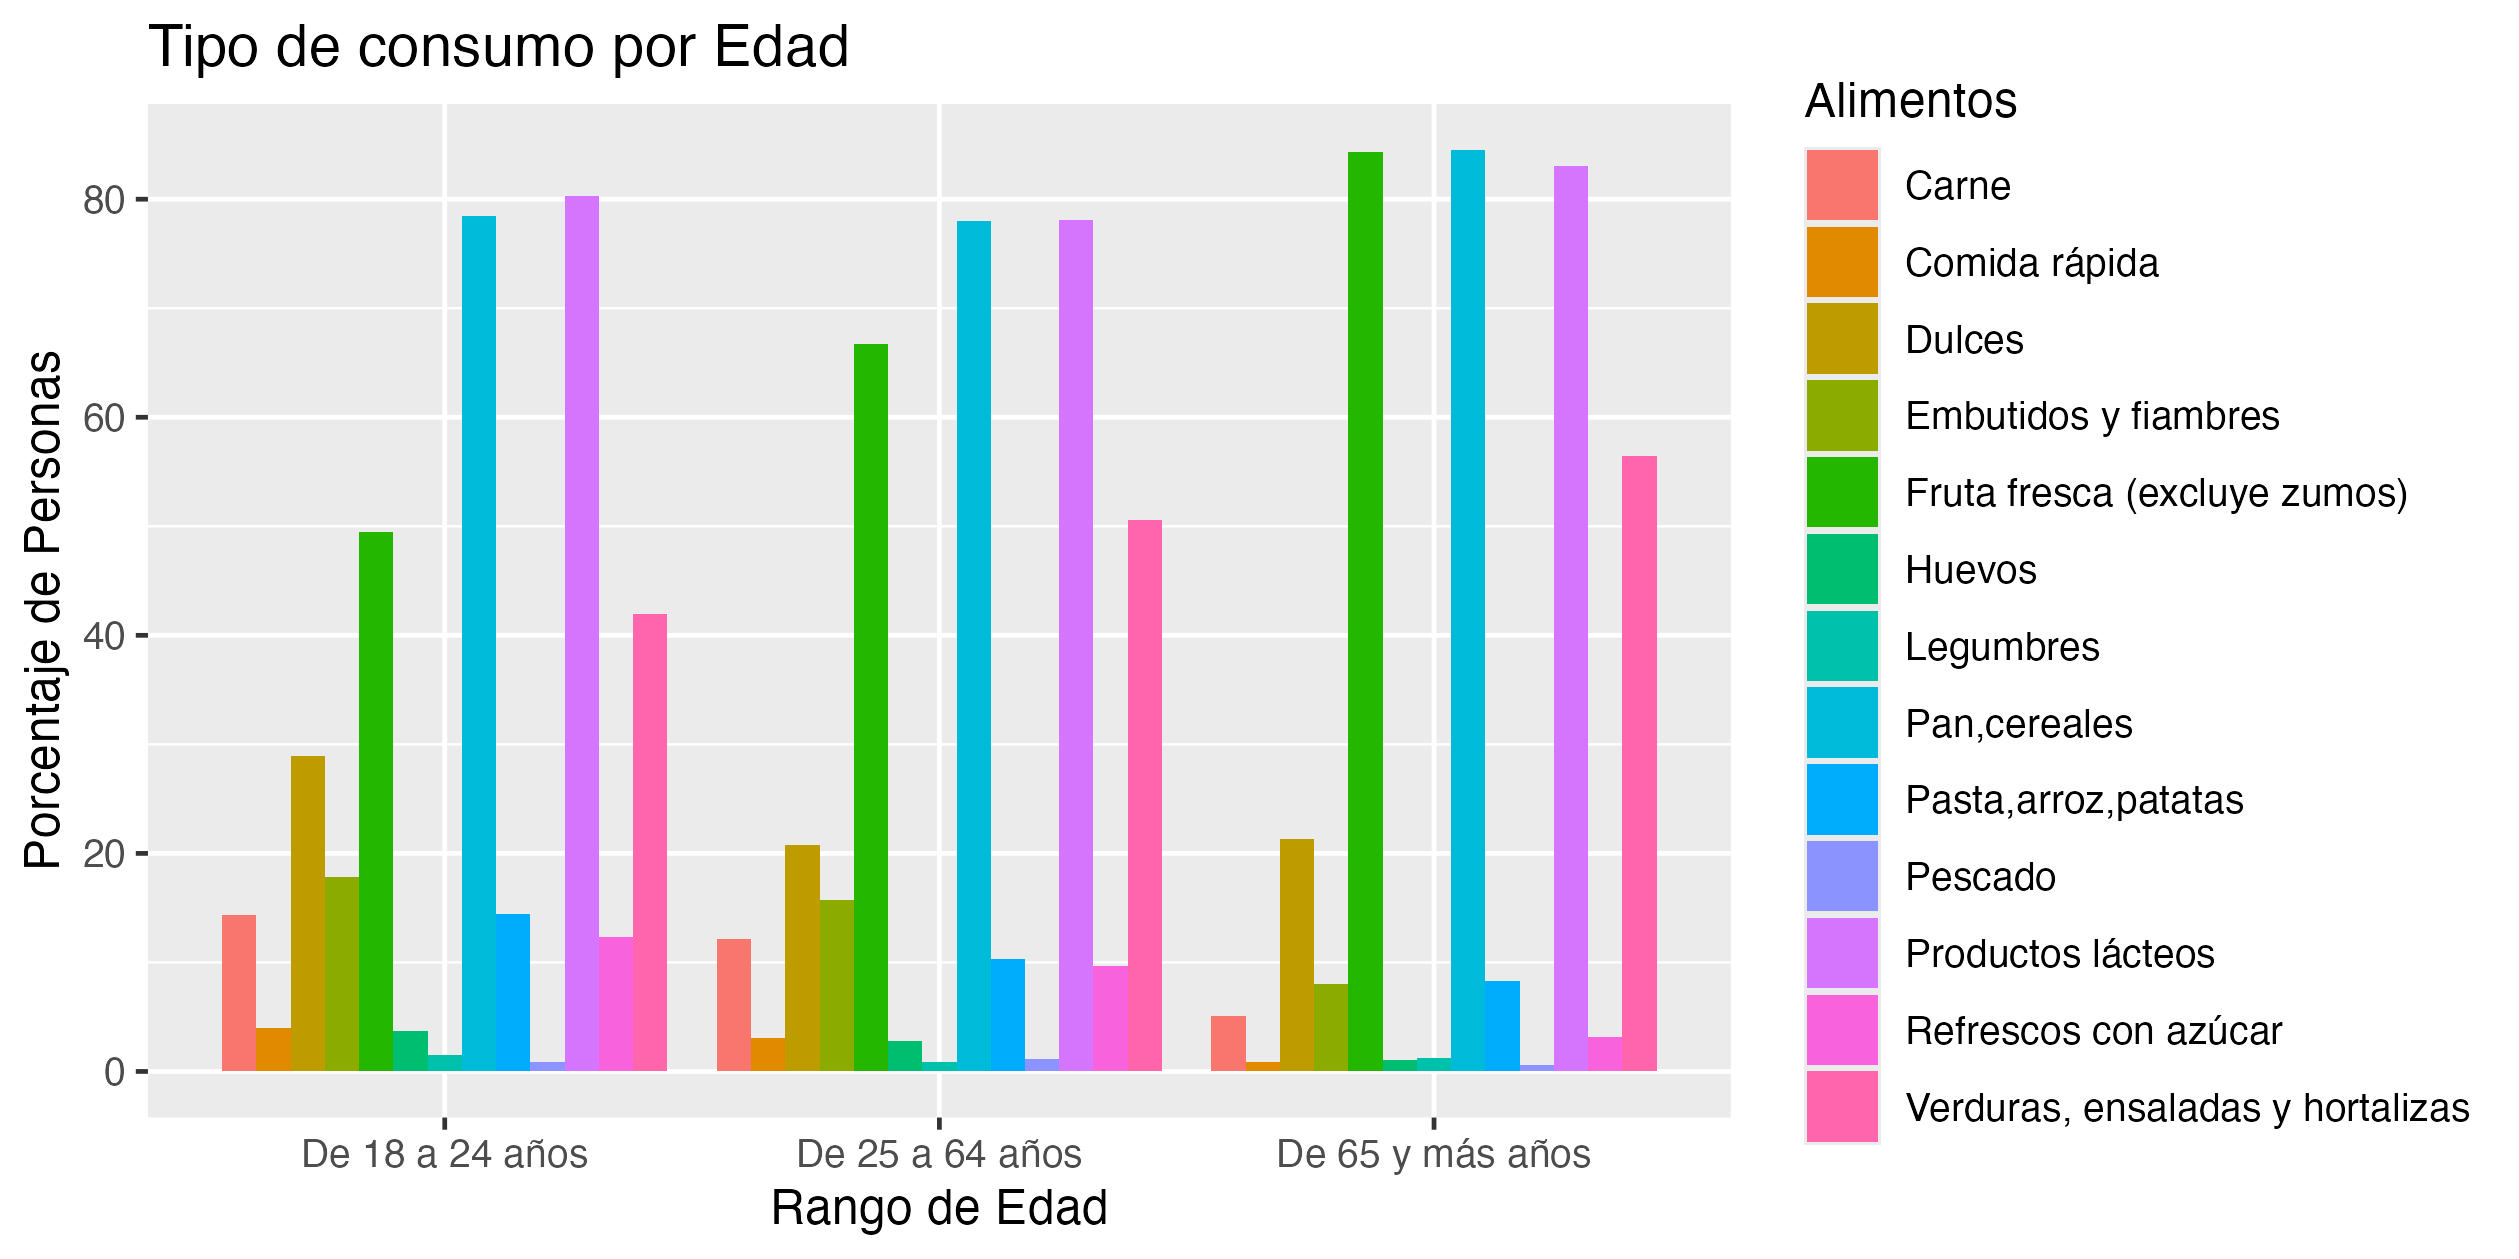 Tipo de consumo por Edad
Porcentaje de Personas
80
60
40
20
0
De 18 a 24 años
De 25 a 64 años
De 65 y más años
Rango de Edad
Alimentos
Carne
Comida rápida
Dulces
Embutidos y fiambres
Fruta fresca (excluye zumos)
Huevos
Legumbres
Pan,cereales
Pasta,arroz,patatas
Pescado
Productos lácteos
Refrescos con azúcar
Verduras, ensaladas y hortalizas